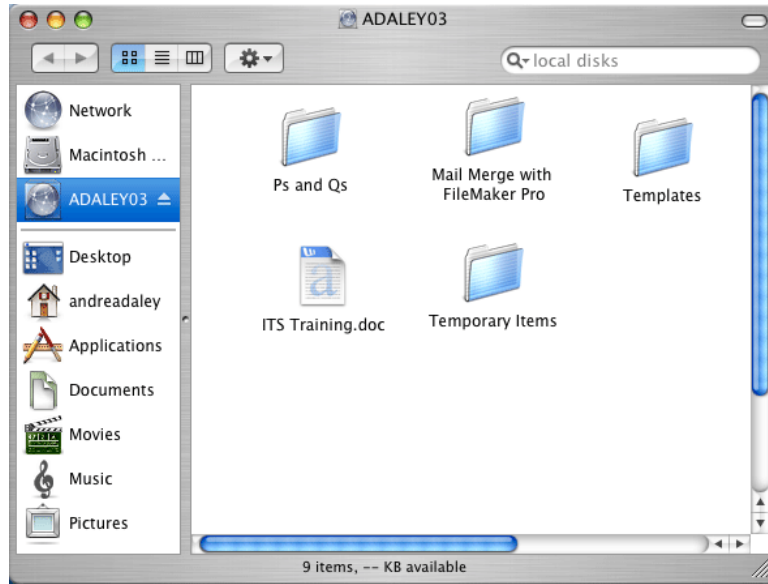 ADALEY03
local disks
Network
Macintosh ...
ADALEY03
Desktop
andreadaley
Applications
Documents
Movies
Music
Pictures
Ps and Qs
Mail Merge with
FileMaker Pro
Templates
W
a
ITS Training.doc
Temporary Items
9 items, -- KB available